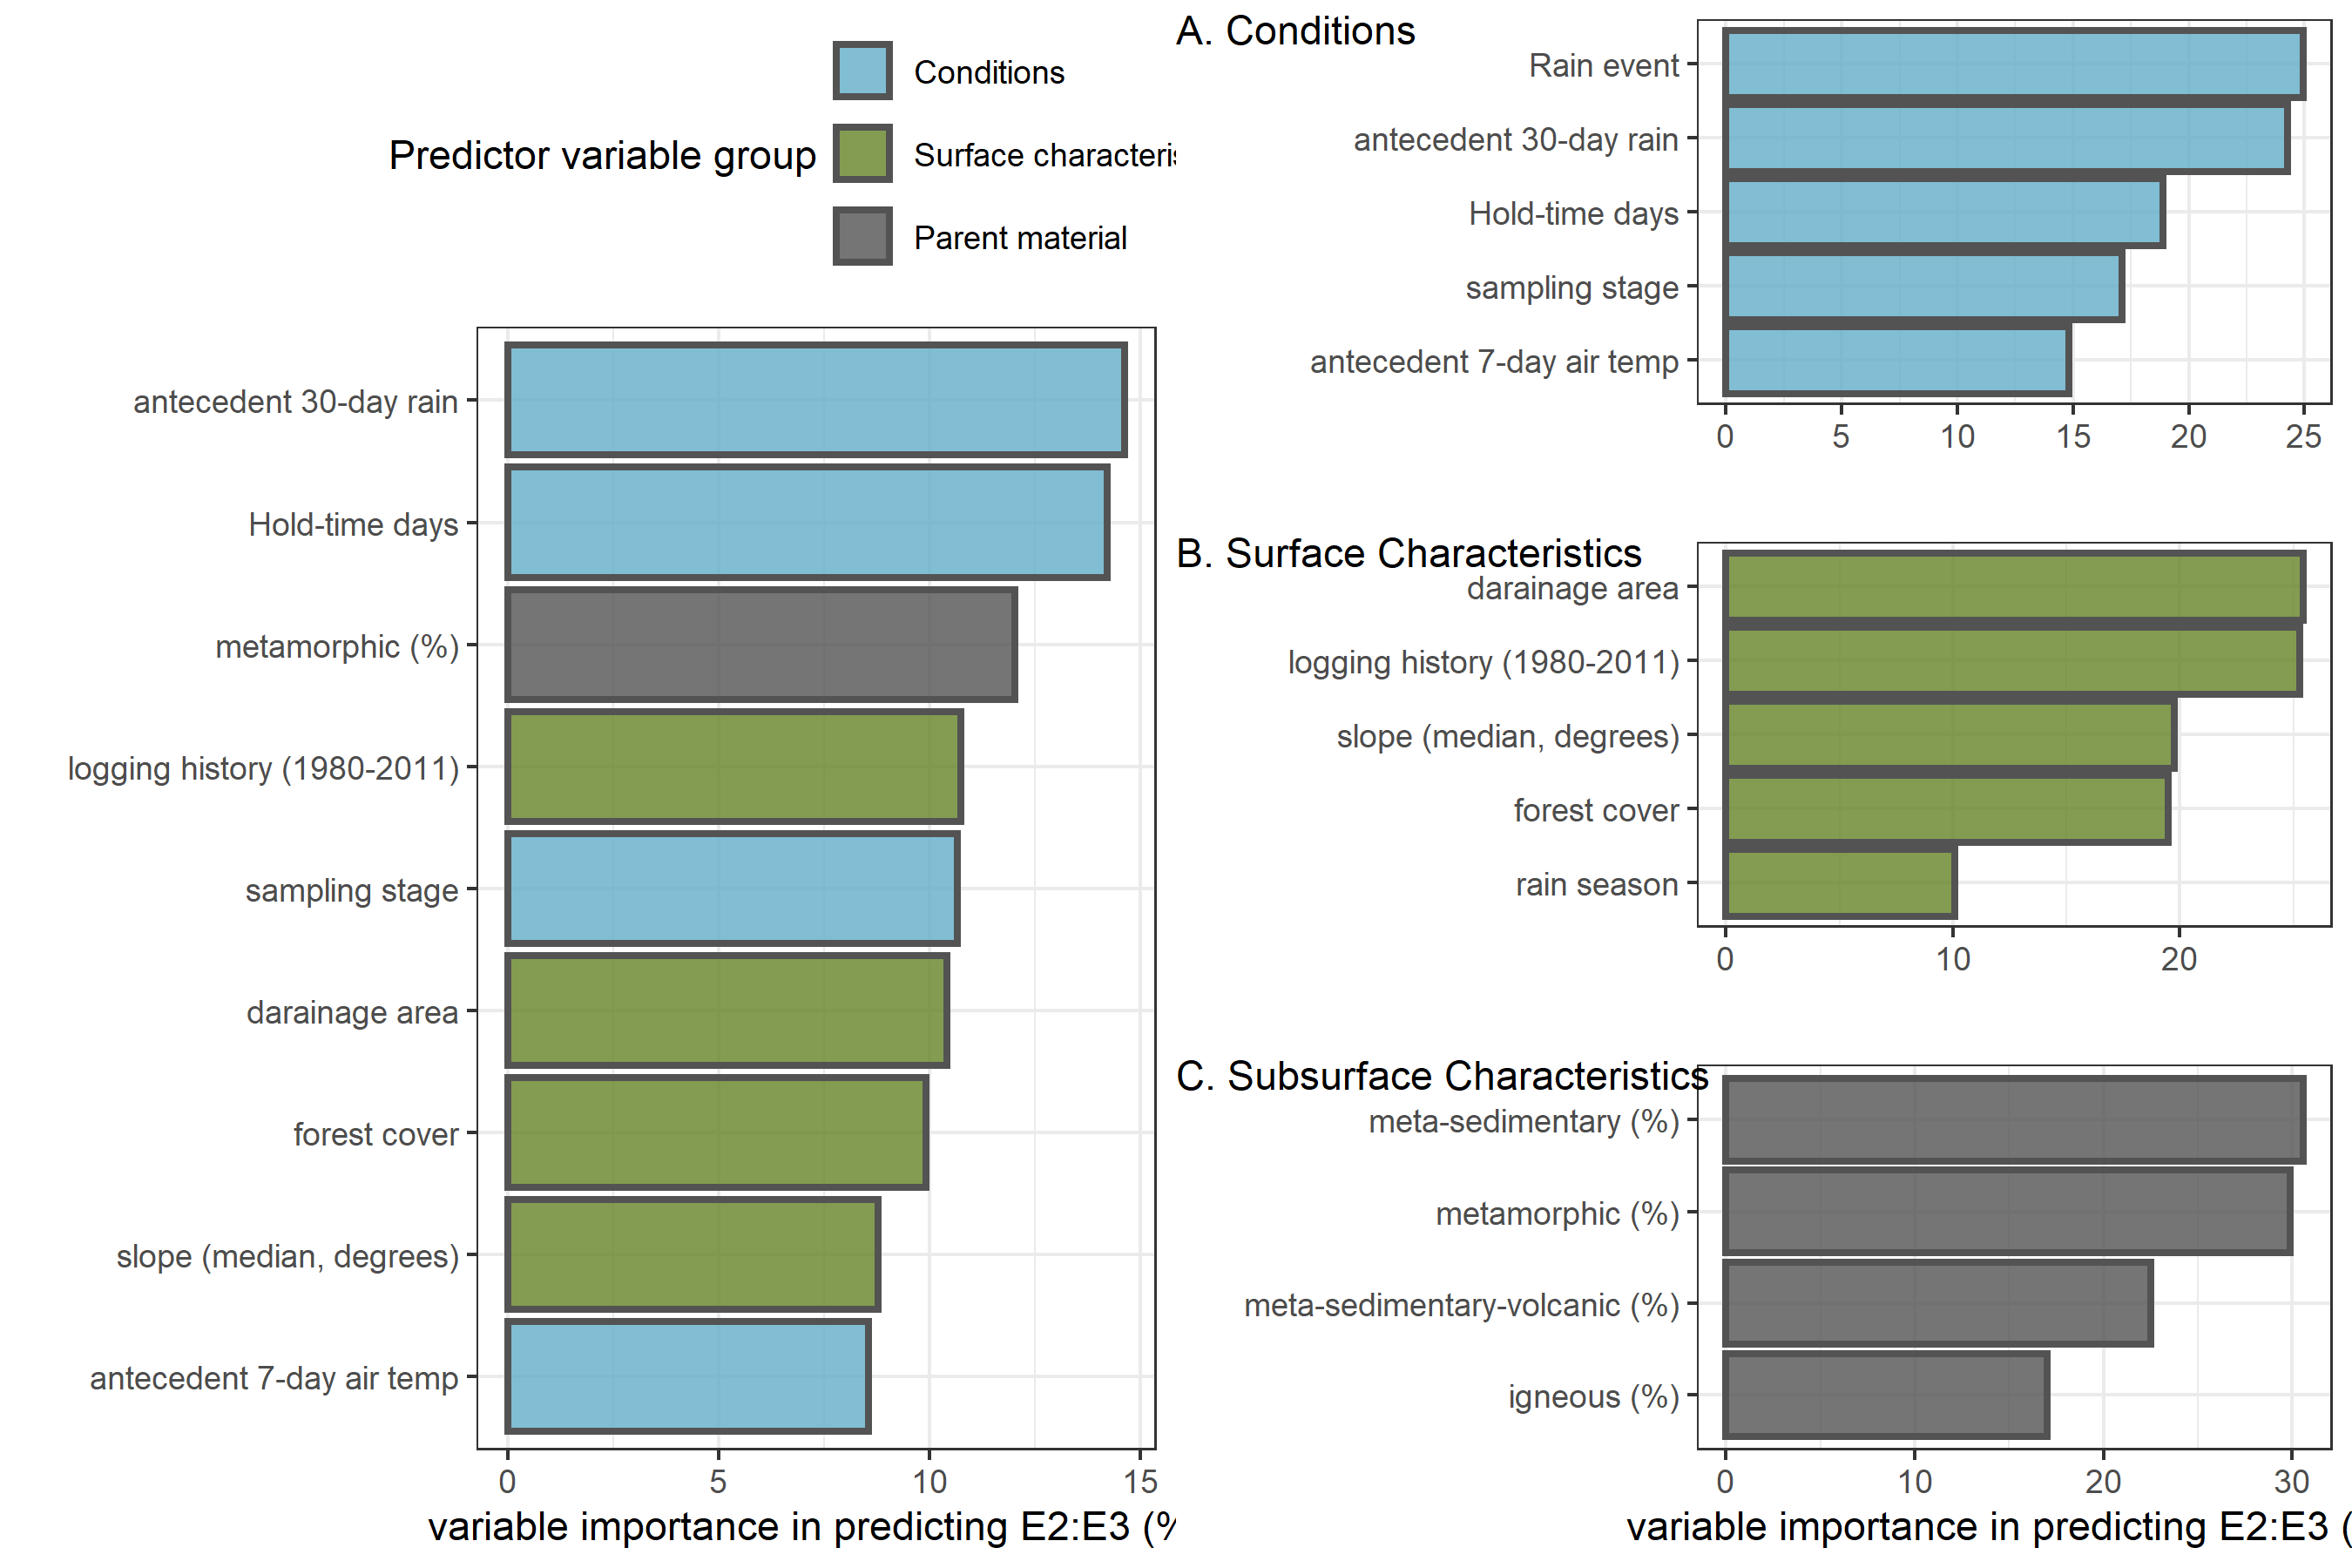 Predictor variable group
Conditions
Surface characteris
Parent material
antecedent 30-day rain
Hold-time days
metamorphic (%)
logging history (1980-2011)
sampling stage
darainage area
forest cover
slope (median, degrees)
antecedent 7-day air temp
0 5 10 15
variable importance in predicting E2:E3 (%
A. Conditions
Rain event
antecedent 30-day rain
Hold-time days
sampling stage
antecedent 7-day air temp
0 5 10 15 20 25
B. Surface Characteristics
darainage area
logging history (1980-2011)
slope (median, degrees)
forest cover
rain season
0 10 20
C. Subsurface Characteristics
meta-sedimentary (%)
metamorphic (%)
meta-sedimentary-volcanic (%)
igneous (%)
0 10 20 30
variable importance in predicting E2:E3 (